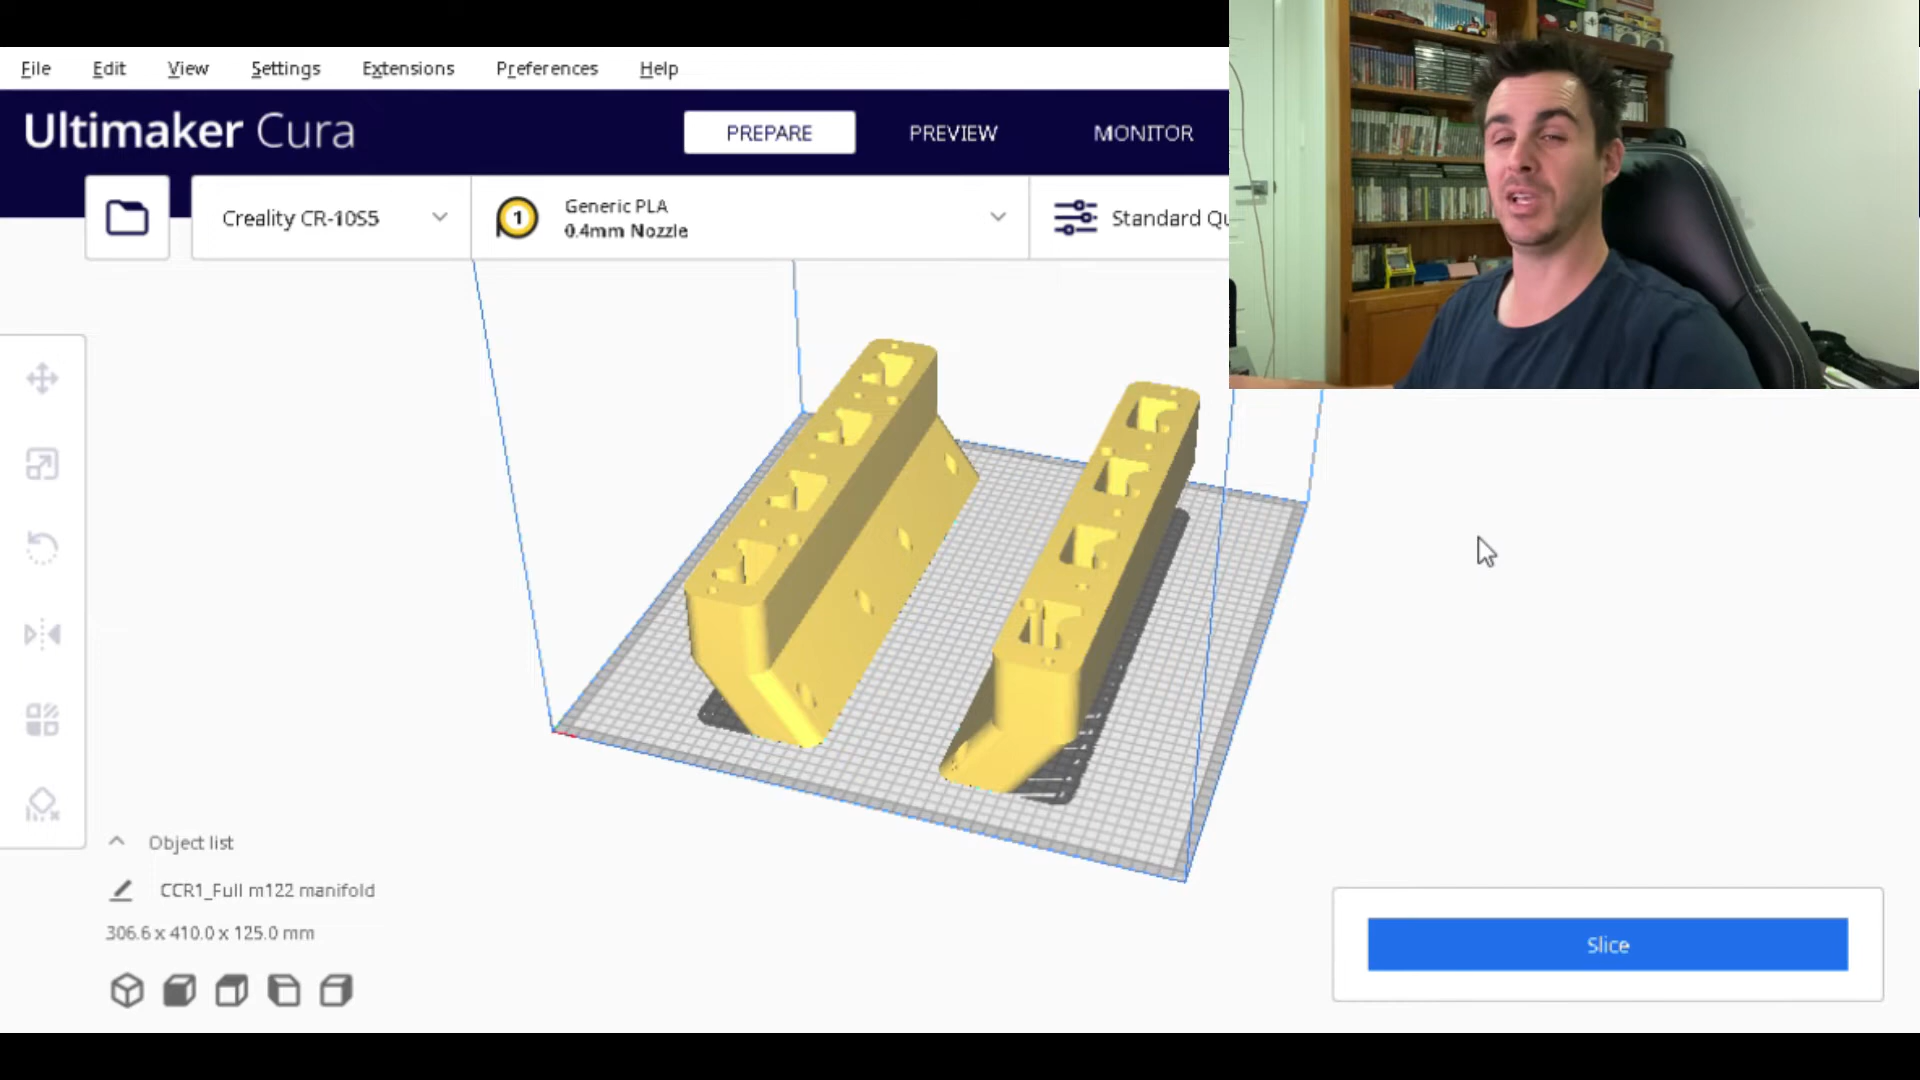 File Edit View Settings Extensions Preferences Help
Ultimaker Cura
PREPARE PREVIEW MONITOR
Creality CR-10S5
1
Generic PLA
0.4mm Nozzle
Standard Qu
Object list
CCR1_Full m122 manifold
306.6 x 410.0 x 125.0 mm
Slice